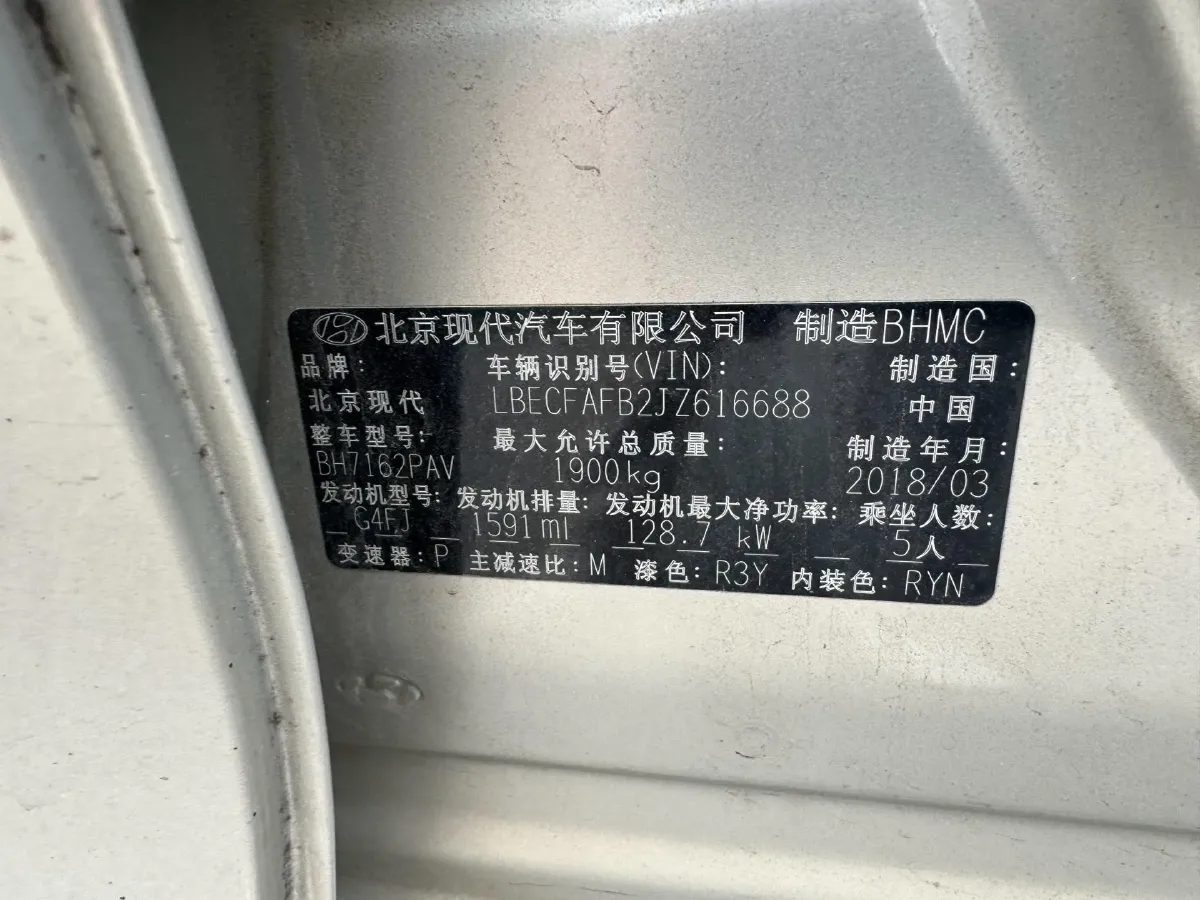 北京现代汽车有限公司 制造BHMC
品牌: 车辆识别号(VIN): 制造国:
北京现代 LBECFAFB2JZ616688 中国
整车型号: 最大允许总质量: 制造年月:
BH7162PAV 1900kg 2018/03
发动机型号: 发动机排量: 发动机最大净功率: 乘坐人数:
G4FJ 1591ml 128.7 kW 5人
变速器: P 主减速比: M 漆色: R3Y 内装色: RYN